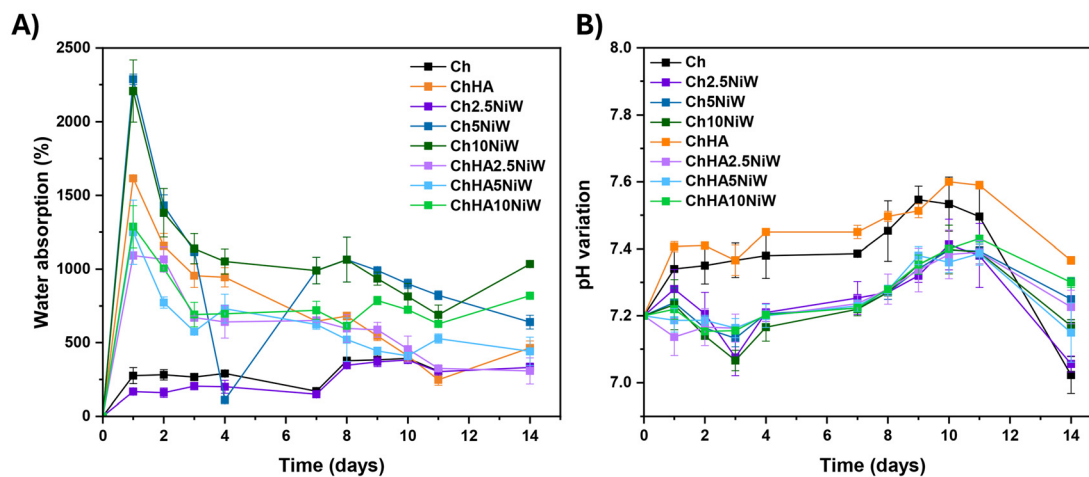 A)
2500
2000
1500
1000
500
0
0
2
4
6
8
10
12
14
Water absorption (%)
Time (days)
Ch
ChHA
Ch2.5NiW
Ch5NiW
Ch10NiW
ChHA2.5NiW
ChHA5NiW
ChHA10NiW
B)
8.0
7.8
7.6
7.4
7.2
7.0
0
2
4
6
8
10
12
14
pH variation
Time (days)
Ch
Ch2.5NiW
Ch5NiW
Ch10NiW
ChHA
ChHA2.5NiW
ChHA5NiW
ChHA10NiW